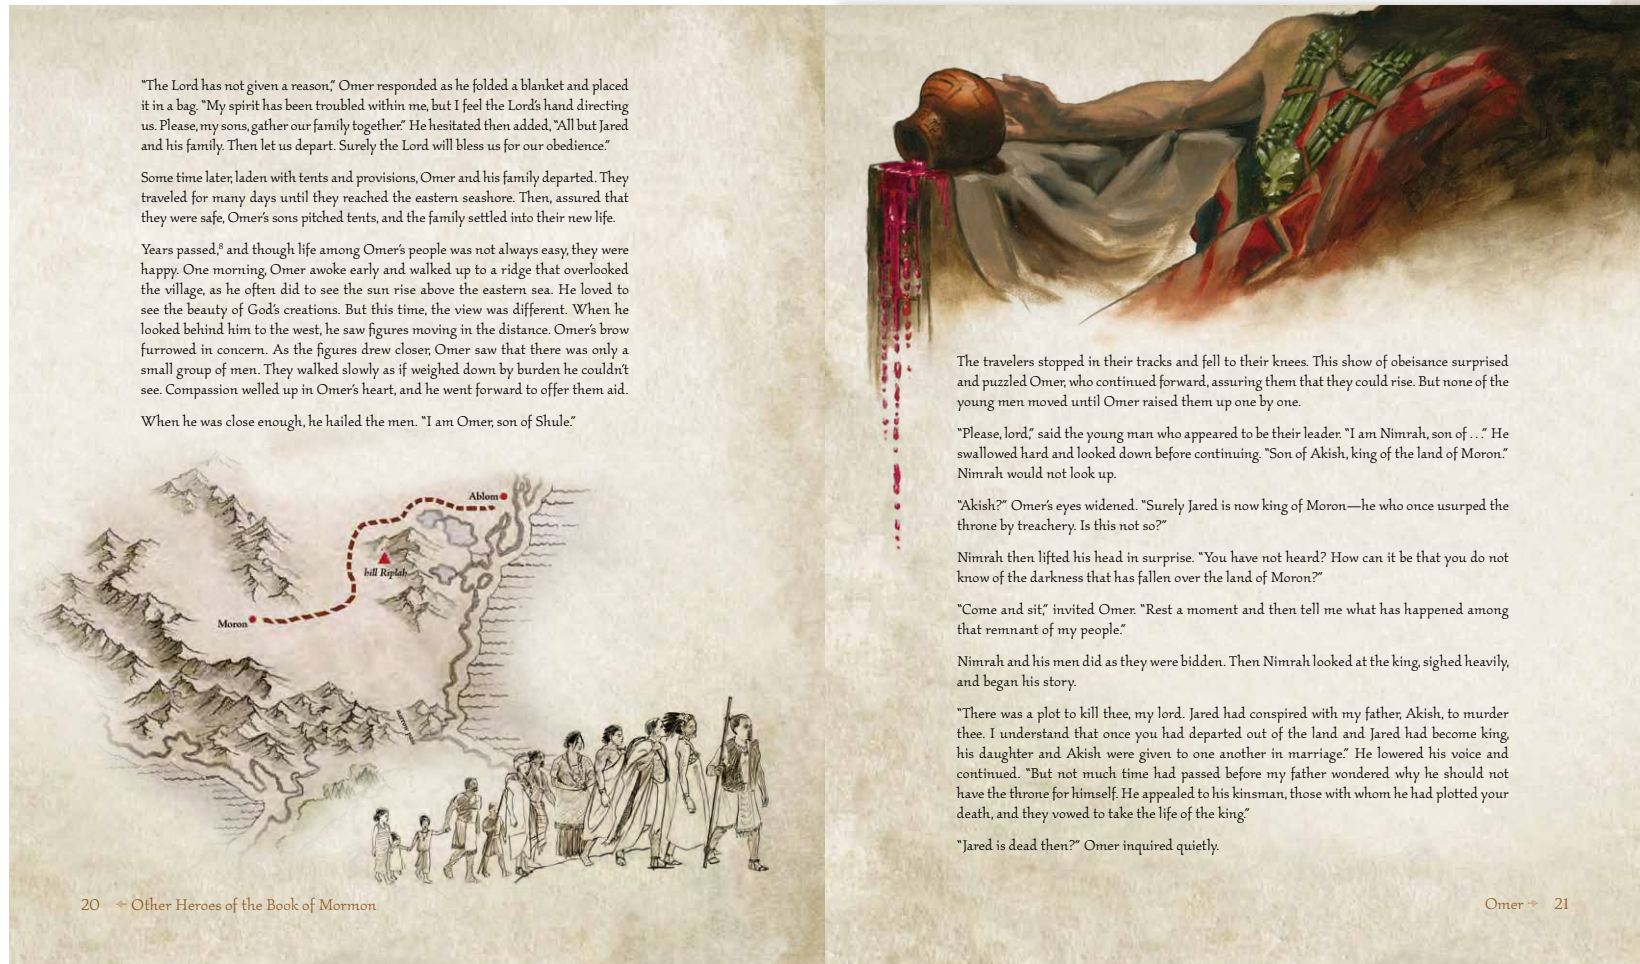 "The Lord has not given a reason," Omer responded as he folded a blanket and placed
it in a bag. "My spirit has been troubled within me, but I feel the Lord's hand directing
us. Please, my sons, gather our family together." He hesitated then added, "All but Jared
and his family. Then let us depart. Surely the Lord will bless us for our obedience."
Some time later, laden with tents and provisions, Omer and his family departed. They
traveled for many days until they reached the eastern seashore. Then, assured that
they were safe, Omer's sons pitched tents, and the family settled into their new life.
Years passed,⁸ and though life among Omer's people was not always easy, they were
happy. One morning, Omer awoke early and walked up to a ridge that overlooked
the village, as he often did to see the sun rise above the eastern sea. He loved to
see the beauty of God's creations. But this time, the view was different. When he
looked behind him to the west, he saw figures moving in the distance. Omer's brow
furrowed in concern. As the figures drew closer, Omer saw that there was only a
small group of men. They walked slowly as if weighed down by burden he couldn't
see. Compassion welled up in Omer's heart, and he went forward to offer them aid.
When he was close enough, he hailed the men. "I am Omer, son of Shule."
Ablom
hill Riplah
Moron
narrow
20 Other Heroes of the Book of Mormon
The travelers stopped in their tracks and fell to their knees. This show of obeisance surprised
and puzzled Omer, who continued forward, assuring them that they could rise. But none of the
young men moved until Omer raised them up one by one.
"Please, lord," said the young man who appeared to be their leader. "I am Nimrah, son of . . ." He
swallowed hard and looked down before continuing. "Son of Akish, king of the land of Moron."
Nimrah would not look up.
"Akish?" Omer's eyes widened. "Surely Jared is now king of Moron—he who once usurped the
throne by treachery. Is this not so?"
Nimrah then lifted his head in surprise. "You have not heard? How can it be that you do not
know of the darkness that has fallen over the land of Moron?"
"Come and sit," invited Omer. "Rest a moment and then tell me what has happened among
that remnant of my people."
Nimrah and his men did as they were bidden. Then Nimrah looked at the king, sighed heavily,
and began his story.
"There was a plot to kill thee, my lord. Jared had conspired with my father, Akish, to murder
thee. I understand that once you had departed out of the land and Jared had become king,
his daughter and Akish were given to one another in marriage." He lowered his voice and
continued. "But not much time had passed before my father wondered why he should not
have the throne for himself. He appealed to his kinsman, those with whom he had plotted your
death, and they vowed to take the life of the king."
"Jared is dead then?" Omer inquired quietly.
Omer 21